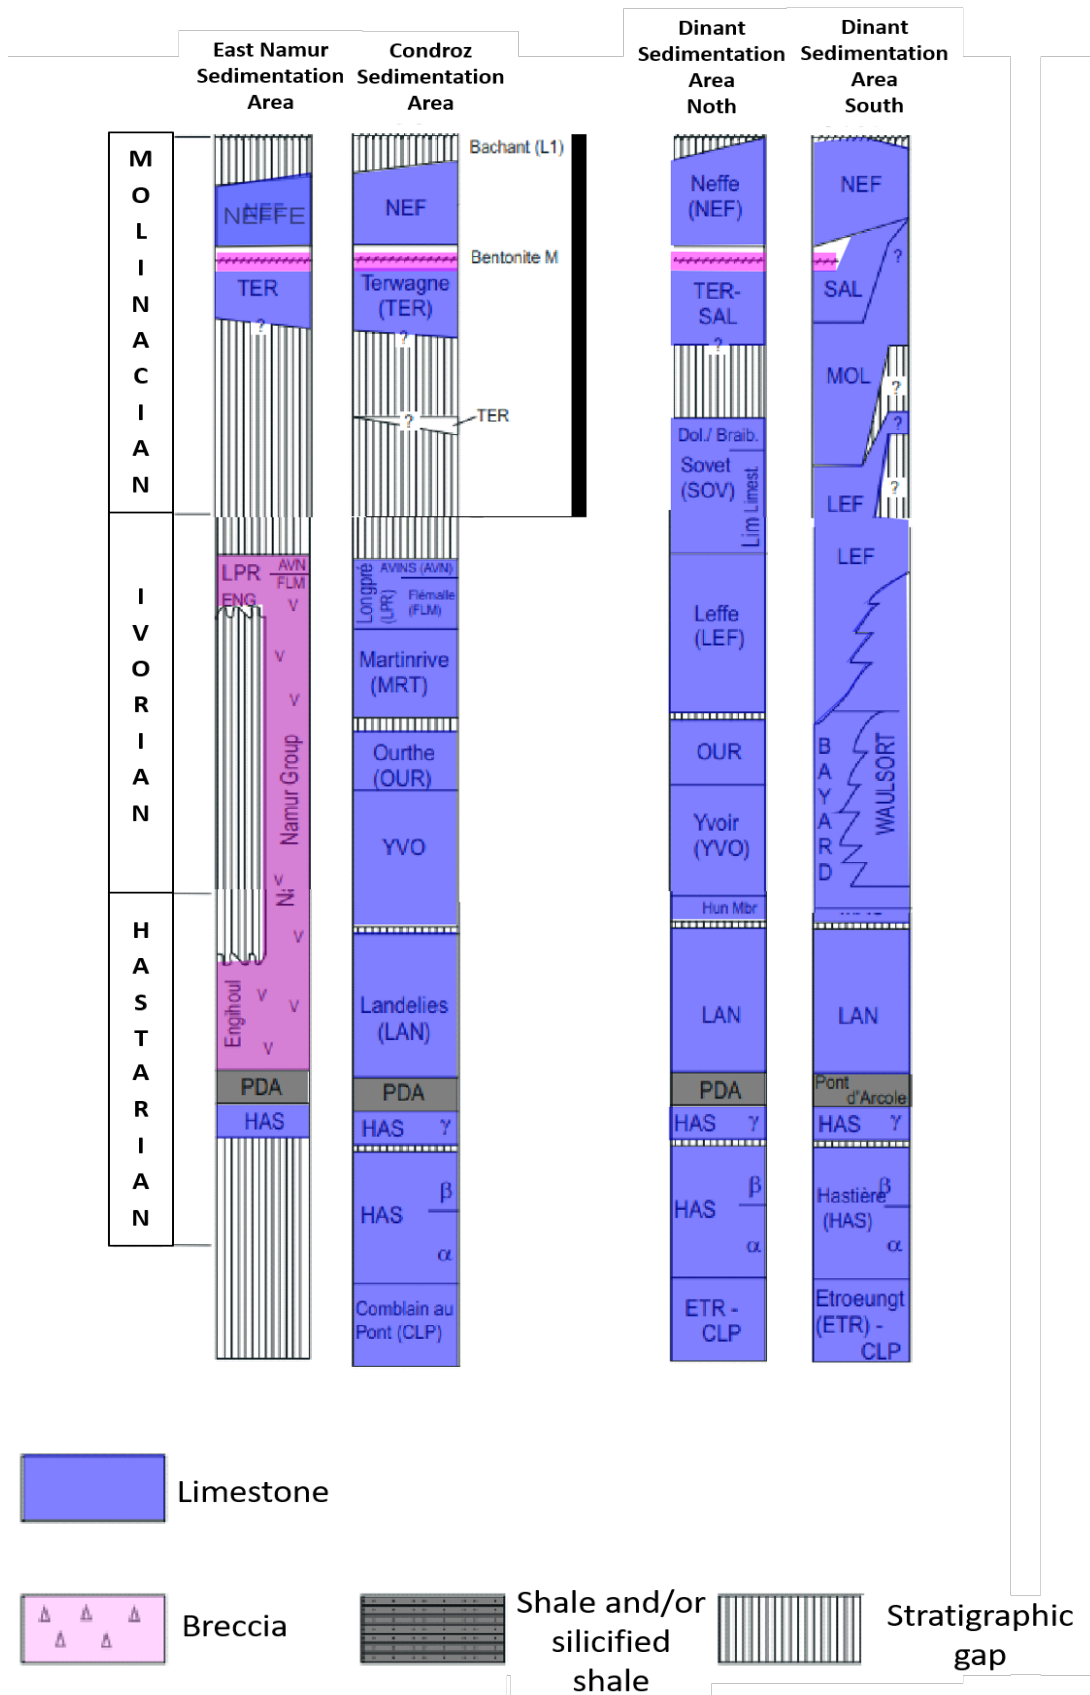 East Namur
Sedimentation
Area
Condroz
Sedimentation
Area
Dinant
Sedimentation
Area
Noth
Dinant
Sedimentation
Area
South
MOLINACIAN
IVORIAN
HASTARIAN
NEFFE
TER
?
LPR
AVN
FLM
ENG
V
V
V
Namur Group
V
V
Engihoul
V
V
V
PDA
HAS
Bachant (L1)
NEF
Bentonite M
Terwagne
(TER)
?
?
TER
Longpré
(LPR)
AVINS (AVN)
Flémalle
(FLM)
Martinrive
(MRT)
Ourthe
(OUR)
YVO
Landelies
(LAN)
PDA
HAS γ
β
HAS
α
Comblain au
Pont (CLP)
Neffe
(NEF)
TER-
SAL
?
Dol./ Braib.
Sovet
(SOV)
Lim Limest.
Leffe
(LEF)
OUR
Yvoir
(YVO)
Hun Mbr
LAN
PDA
HAS γ
β
HAS
α
ETR -
CLP
NEF
?
SAL
MOL
?
?
?
LEF
LEF
BAYARD
WAULSORT
LAN
Pont
d'Arcole
HAS γ
β
Hastière
(HAS)
α
Etroeungt
(ETR) -
CLP
Limestone
Breccia
Shale and/or
silicified
shale
Stratigraphic
gap